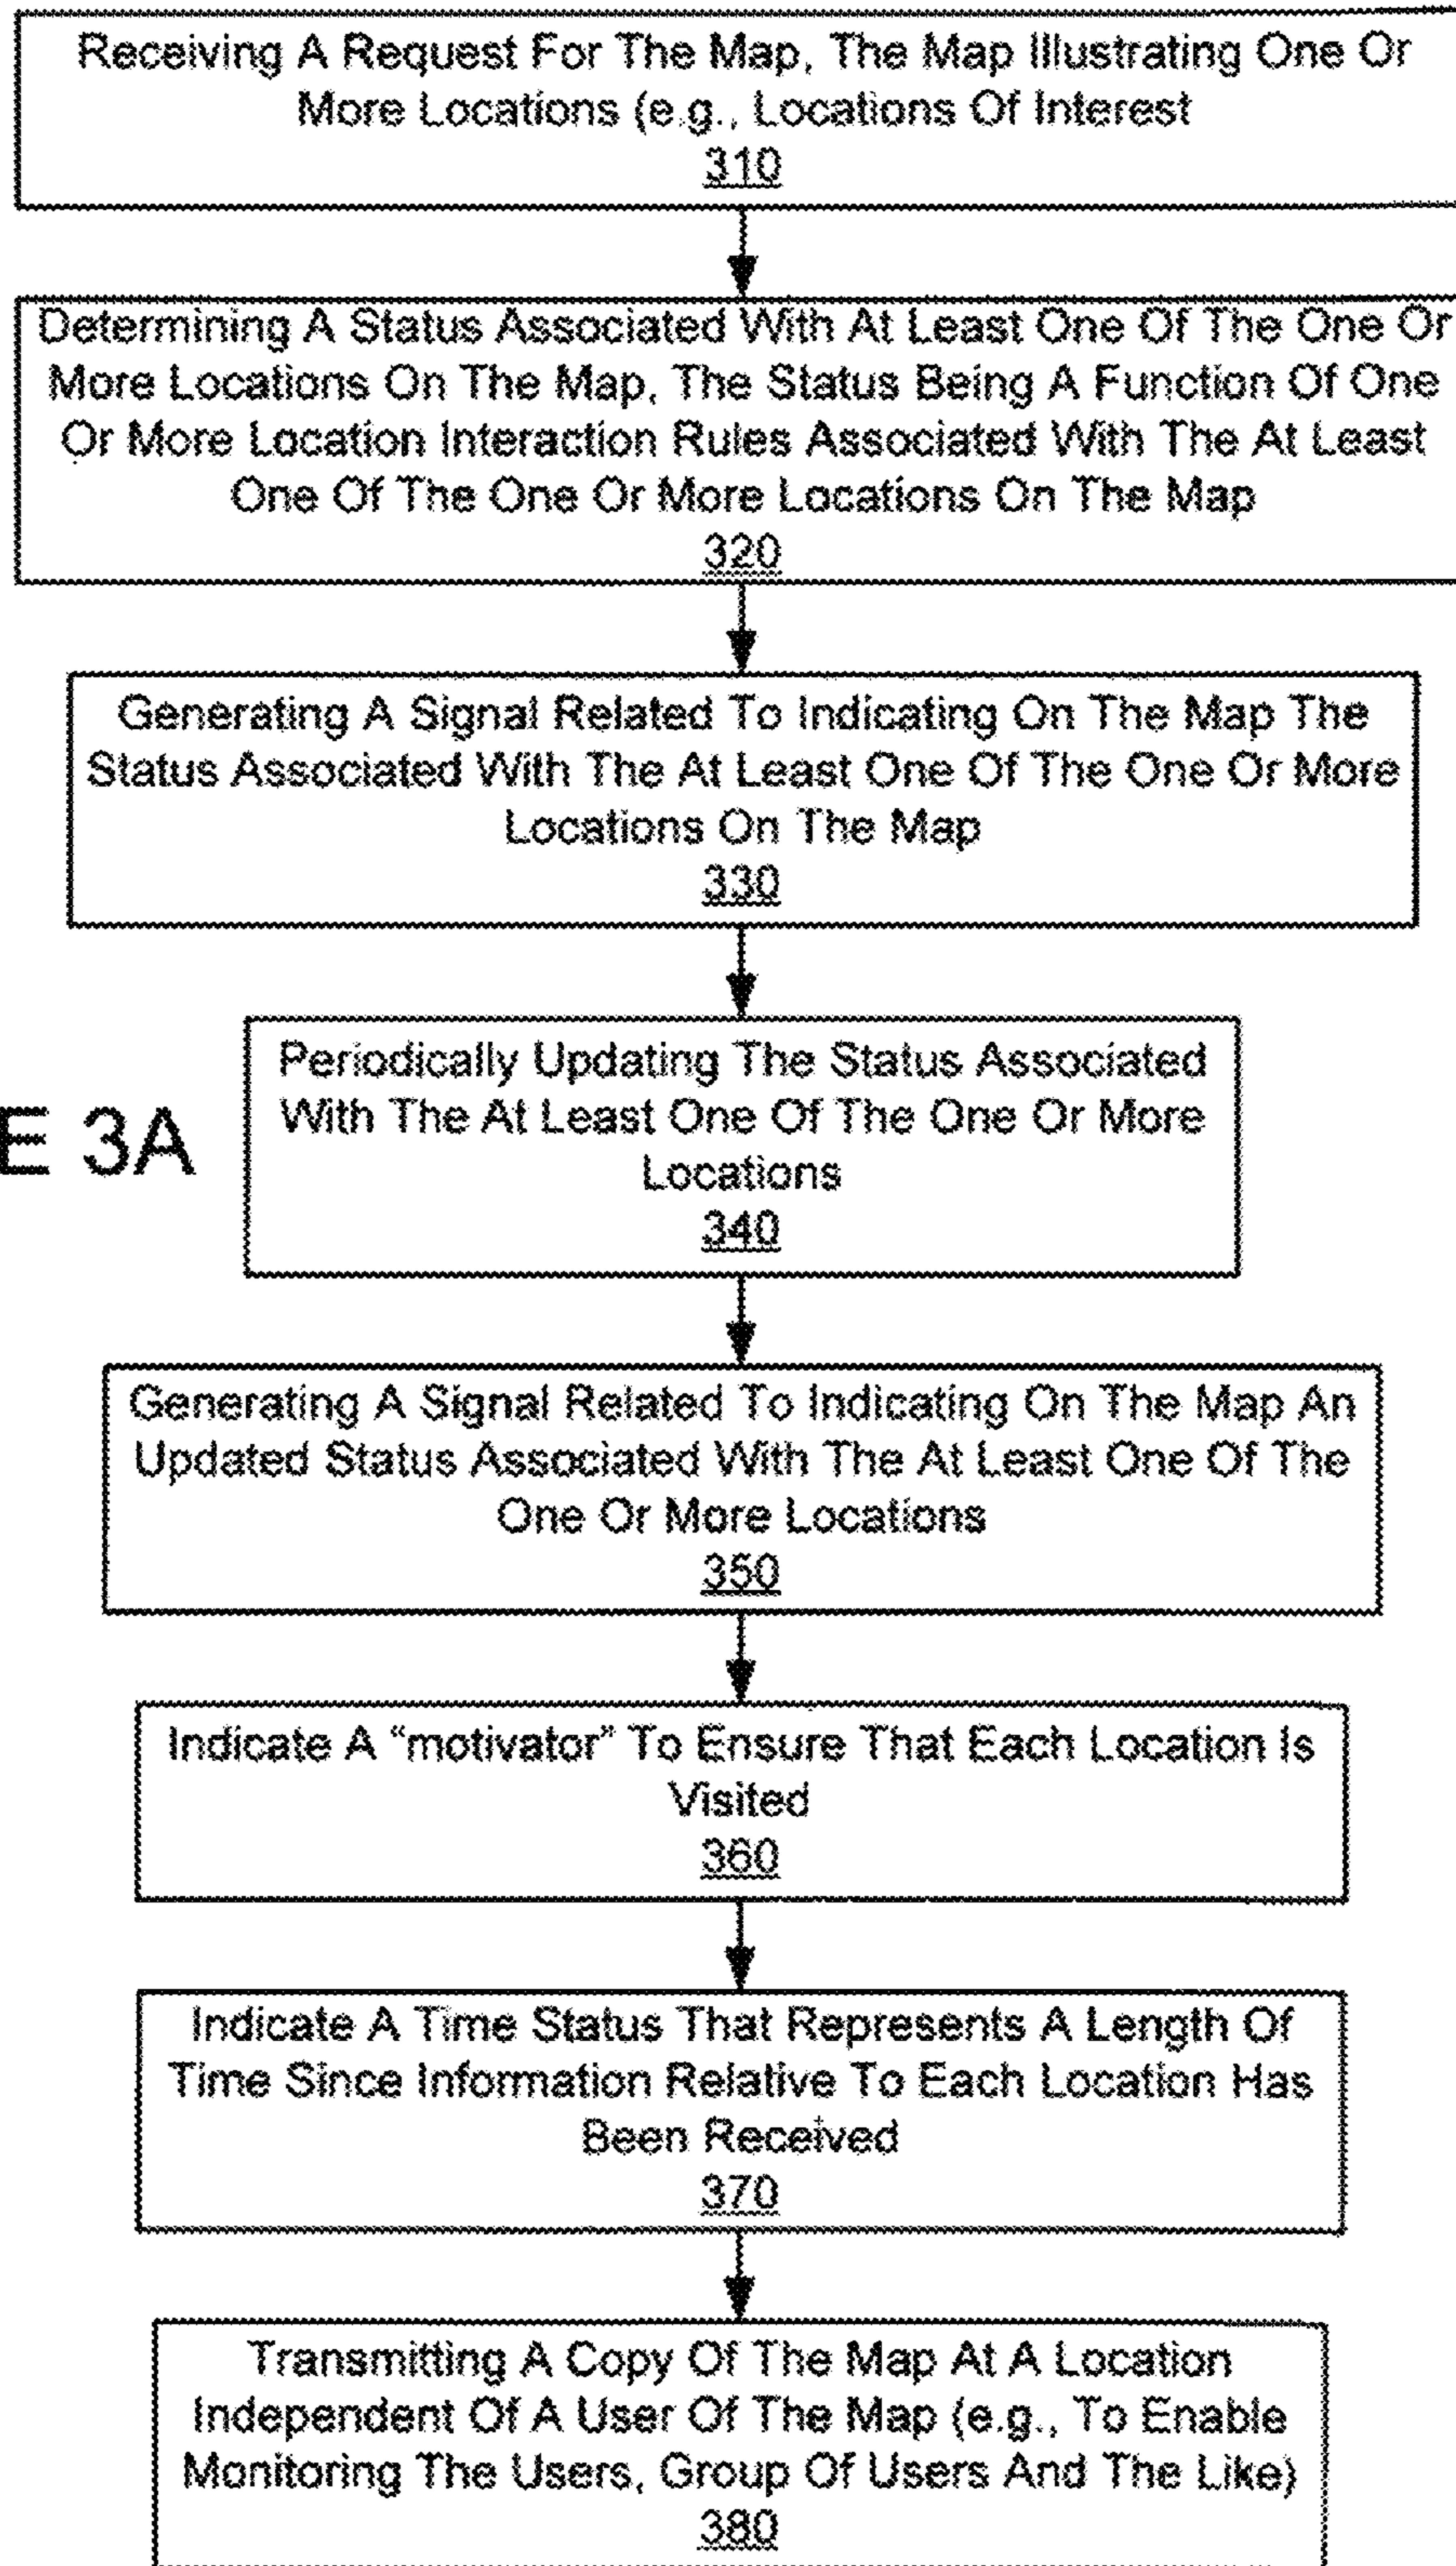 Receiving A Request For The Map, The Map Illustrating One Or
More Locations (e.g., Locations Of Interest
310
Determining A Status Associated With At Least One Of The One Or
More Locations On The Map, The Status Being A Function Of One
Or More Location Interaction Rules Associated With The At Least
One Of The One Or More Locations On The Map
320
Generating A Signal Related To Indicating On The Map The
Status Associated With The At Least One Of The One Or More
Locations On The Map
330
Periodically Updating The Status Associated
With The At Least One Of The One Or More
Locations
340
E 3A
Generating A Signal Related To Indicating On The Map An
Updated Status Associated With The At Least One Of The
One Or More Locations
350
Indicate A “motivator” To Ensure That Each Location Is
Visited
360
Indicate A Time Status That Represents A Length Of
Time Since Information Relative To Each Location Has
Been Received
370
Transmitting A Copy Of The Map At A Location
Independent Of A User Of The Map (e.g., To Enable
Monitoring The Users, Group Of Users And The Like)
380